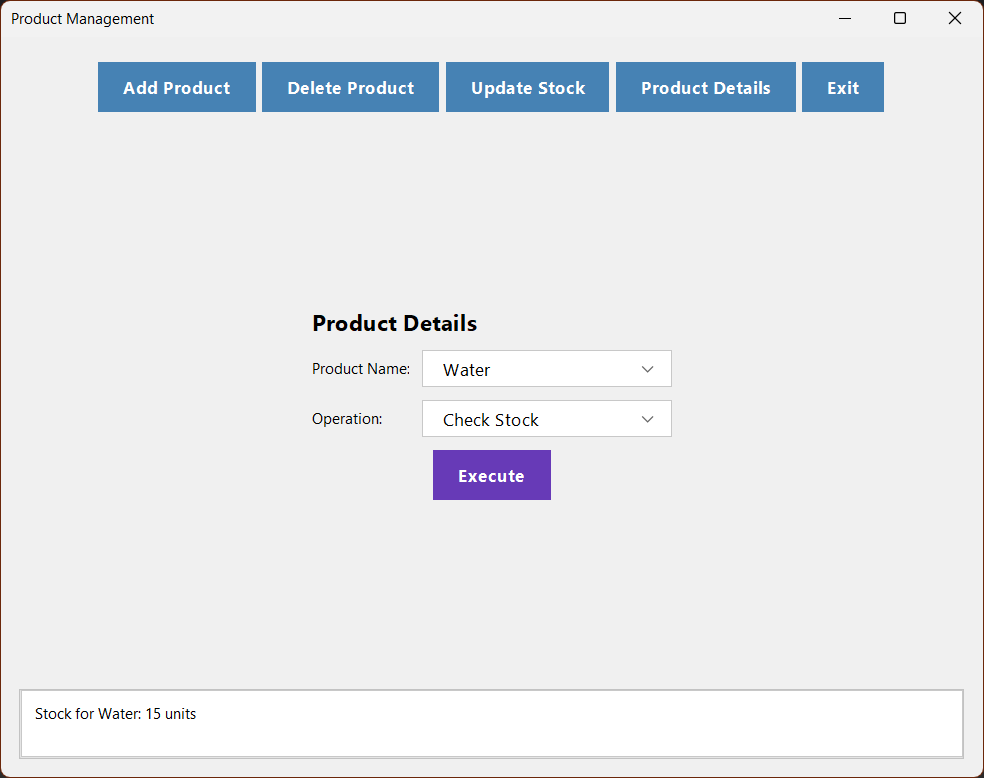 Product Management
Add Product Delete Product Update Stock Product Details Exit
Product Details
Product Name: Water
Operation: Check Stock
Execute
Stock for Water: 15 units